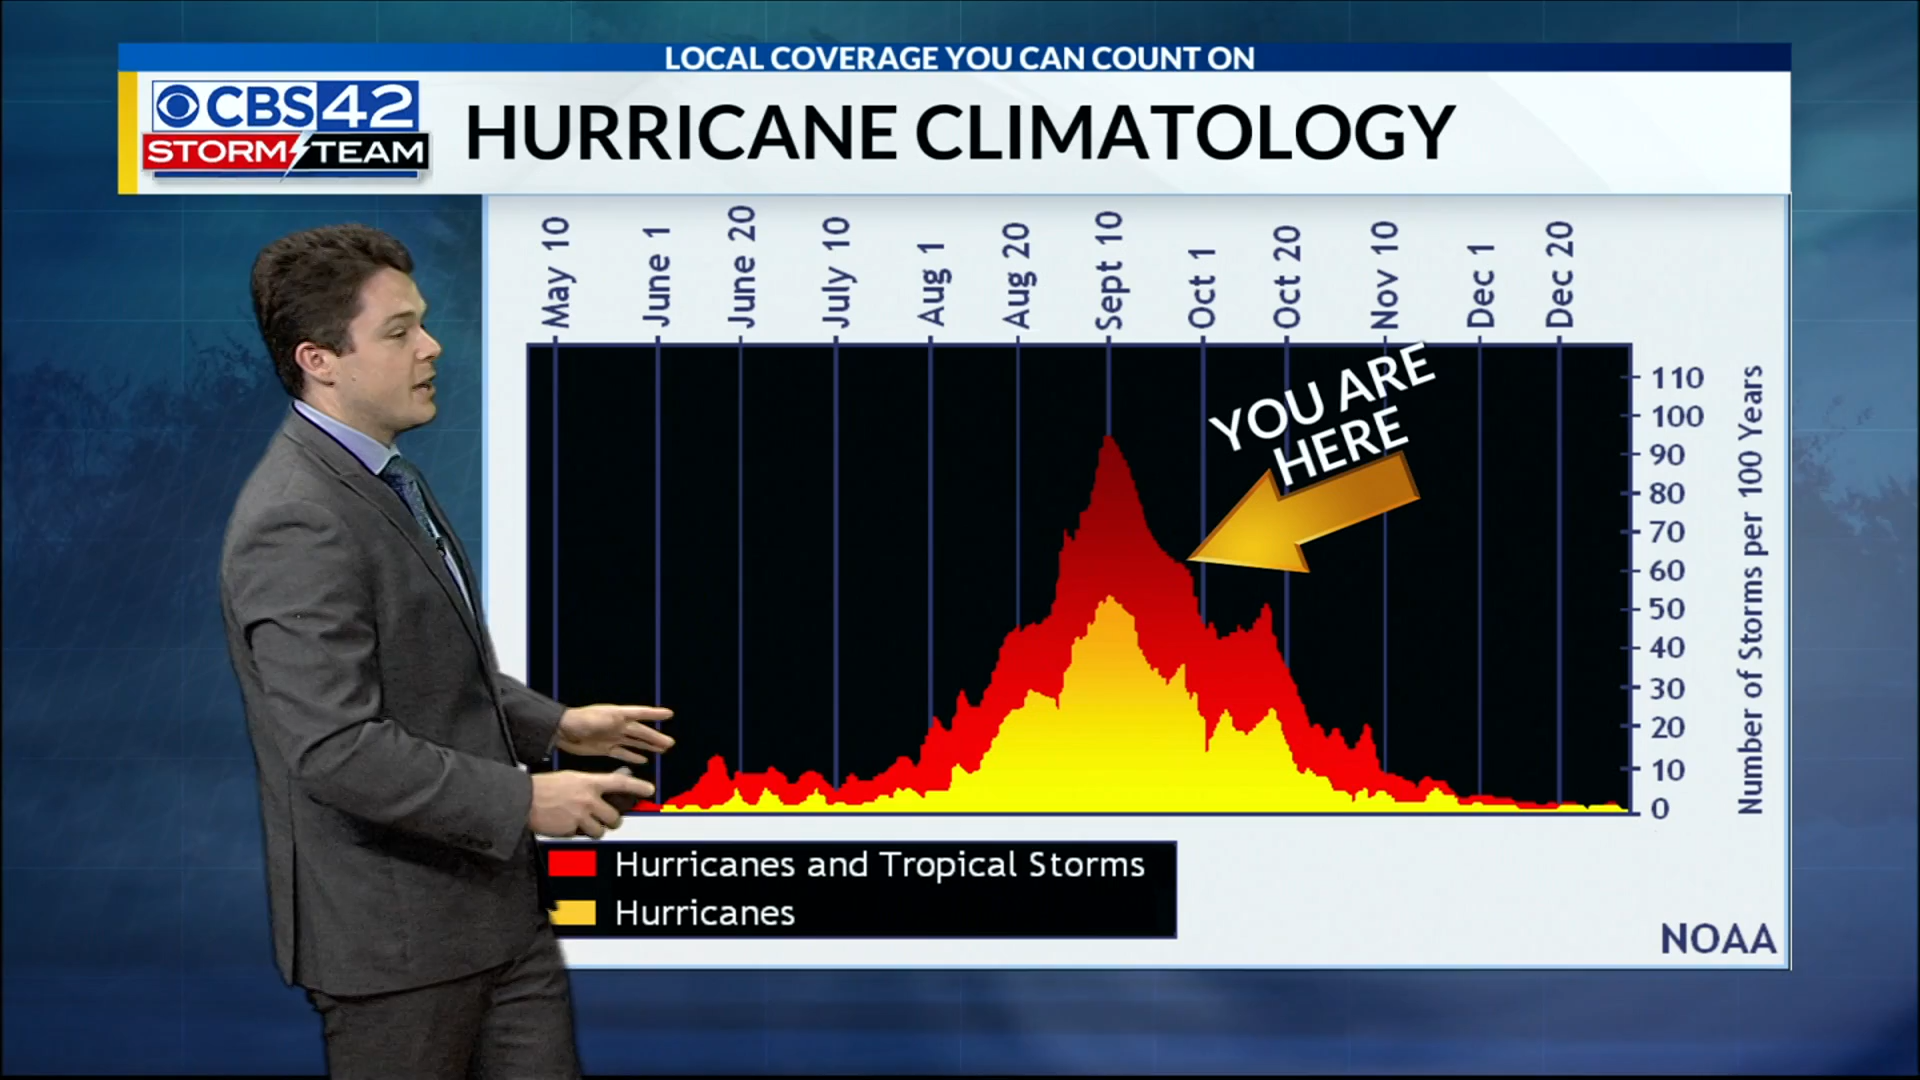 LOCAL COVERAGE YOU CAN COUNT ON
CBS 42
STORM TEAM
HURRICANE CLIMATOLOGY
May 10
June 1
June 20
July 10
Aug 1
Aug 20
Sept 10
Oct 1
Oct 20
Nov 10
Dec 1
Dec 20
YOU ARE
HERE
110
100
90
80
70
60
50
40
30
20
10
0
Number of Storms per 100 Years
Hurricanes and Tropical Storms
Hurricanes
NOAA